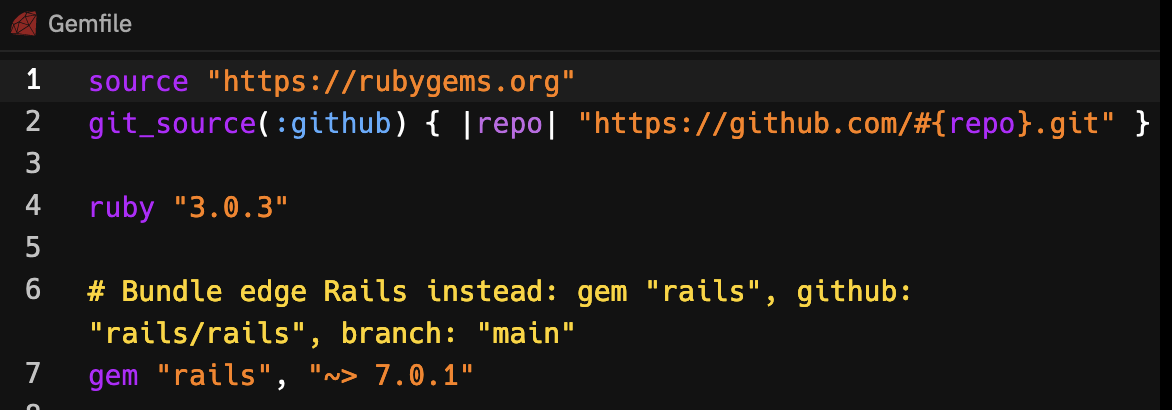 Gemfile
1 source "https://rubygems.org"
2 git_source(:github) { |repo| "https://github.com/#{repo}.git" }
3
4 ruby "3.0.3"
5
6 # Bundle edge Rails instead: gem "rails", github:
"rails/rails", branch: "main"
7 gem "rails", "~> 7.0.1"